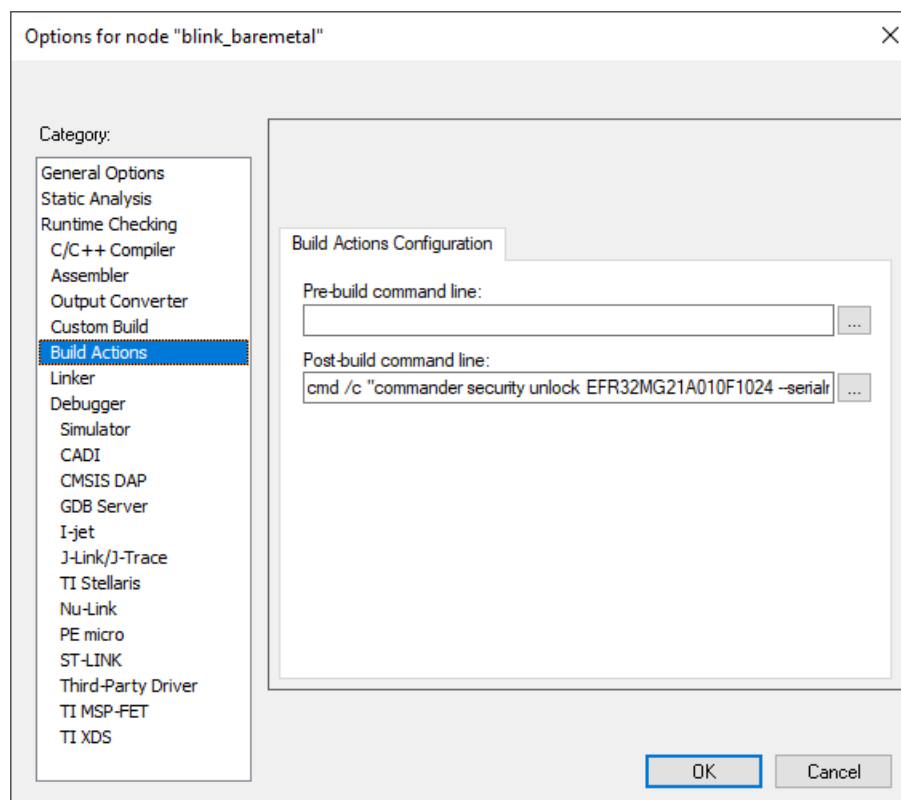 Options for node "blink_baremetal"
Category:
General Options
Static Analysis
Runtime Checking
C/C++ Compiler
Assembler
Output Converter
Custom Build
Build Actions
Linker
Debugger
Simulator
CADI
CMSIS DAP
GDB Server
I-jet
J-Link/J-Trace
TI Stellaris
Nu-Link
PE micro
ST-LINK
Third-Party Driver
TI MSP-FET
TI XDS
Build Actions Configuration
Pre-build command line:
...
Post-build command line:
cmd /c "commander security unlock EFR32MG21A010F1024 --serialr
...
OK
Cancel